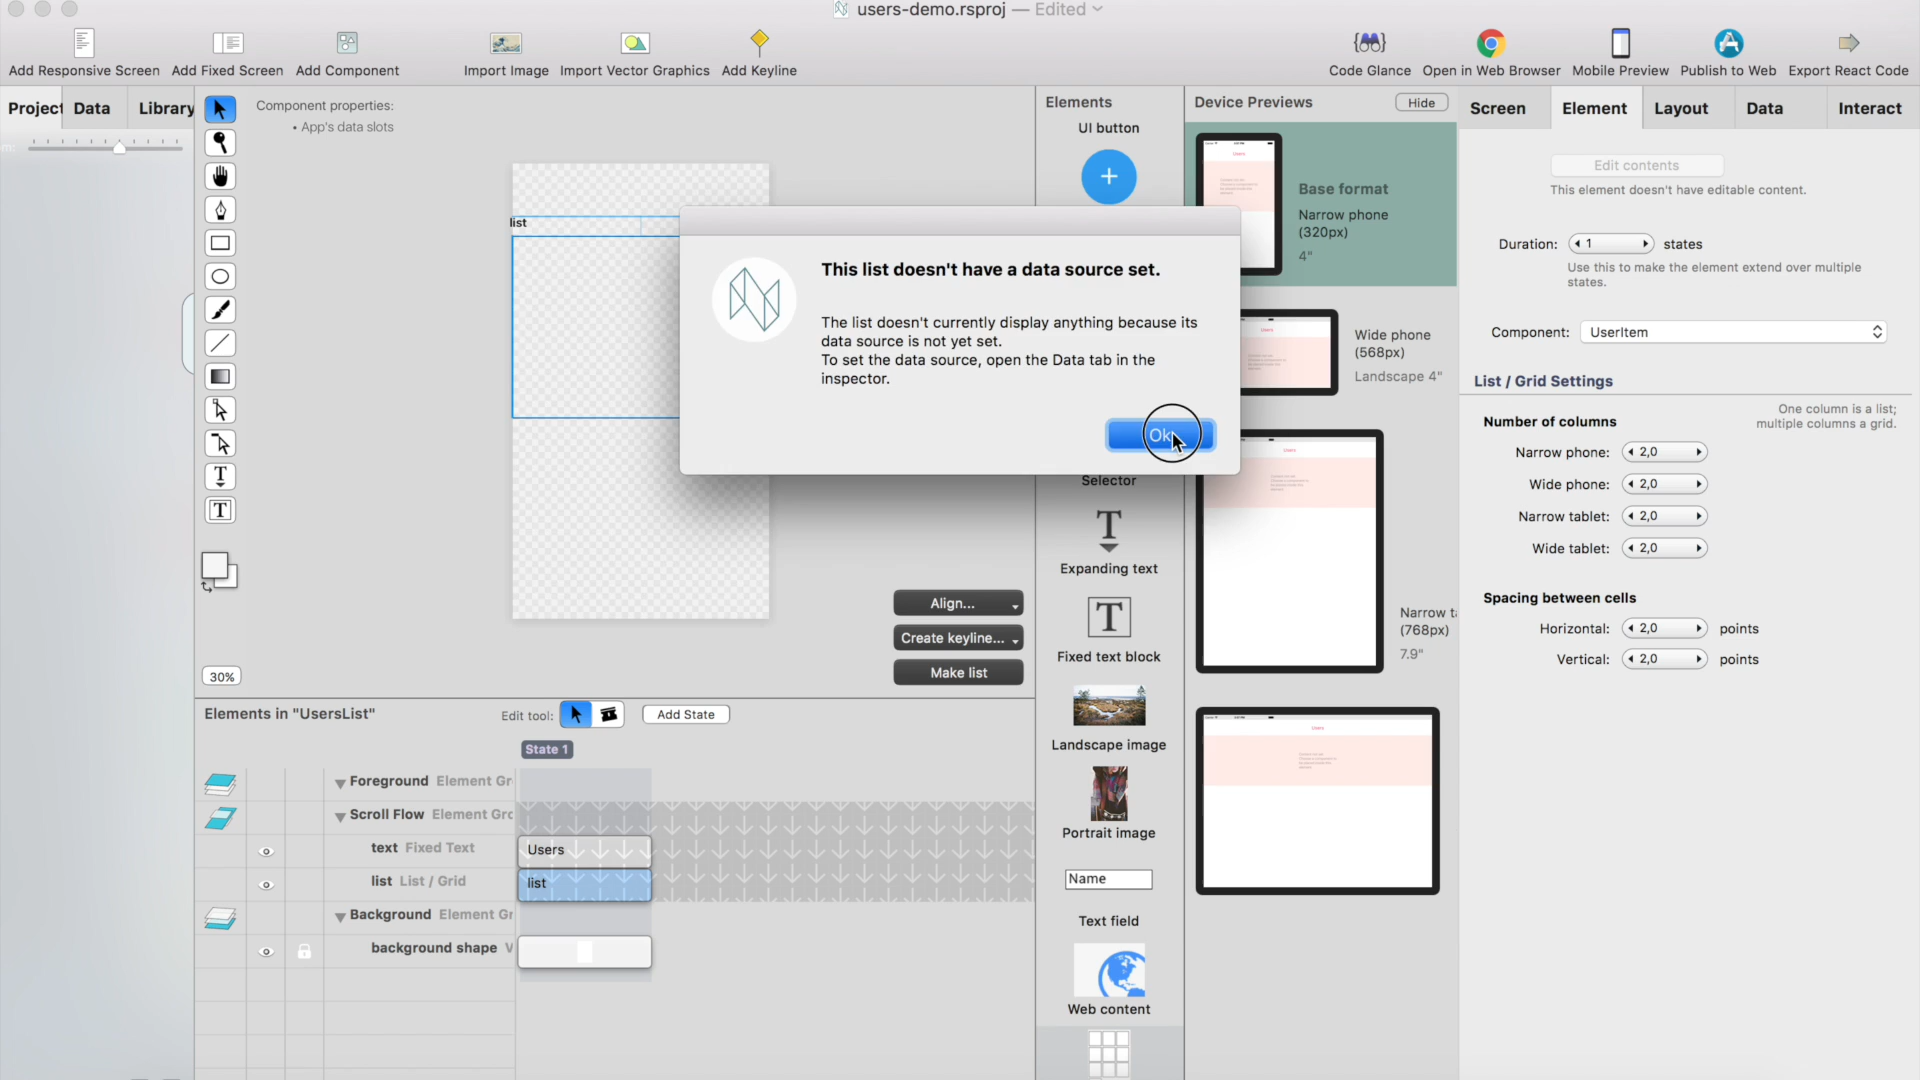 users-demo.rsproj — Edited
Add Responsive Screen
Add Fixed Screen
Add Component
Import Image
Import Vector Graphics
Add Keyline
Code Glance
Open in Web Browser
Mobile Preview
Publish to Web
Export React Code
Project
Data
Library
Component properties:
• App's data slots
list
30%
Align...
Create keyline...
Make list
Elements
UI button
Selector
T
Expanding text
T
Fixed text block
Landscape image
Portrait image
Name
Text field
Web content
Device Previews
Hide
Users
Base format
Narrow phone
(320px)
4"
Users
Wide phone
(568px)
Landscape 4"
Users
(768px)
7.9"
Users
This list doesn't have a data source set.
The list doesn't currently display anything because its
data source is not yet set.
To set the data source, open the Data tab in the
inspector.
Ok
Screen
Element
Layout
Data
Interact
Edit contents
This element doesn't have editable content.
Duration: 1 states
Use this to make the element extend over multiple
states.
Component: UserItem
List / Grid Settings
Number of columns
One column is a list;
multiple columns a grid.
Narrow phone: 2,0
Wide phone: 2,0
Narrow tablet: 2,0
Wide tablet: 2,0
Spacing between cells
Horizontal: 2,0 points
Vertical: 2,0 points
Elements in "UsersList"
Edit tool:
Add State
State 1
Foreground Element Gr
Scroll Flow Element Grc
text Fixed Text
Users
list List / Grid
list
Background Element Gr
background shape V